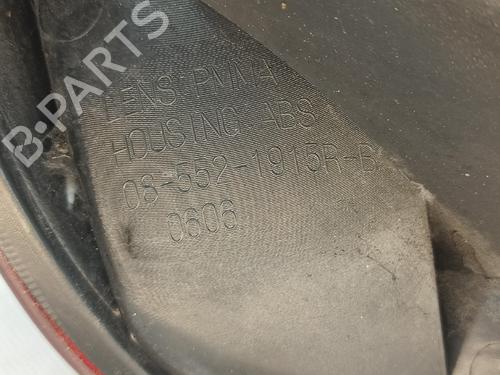 LENS:PMMA
HOUSING:ABS
08-552-1915R-B
0606
B-PARTS